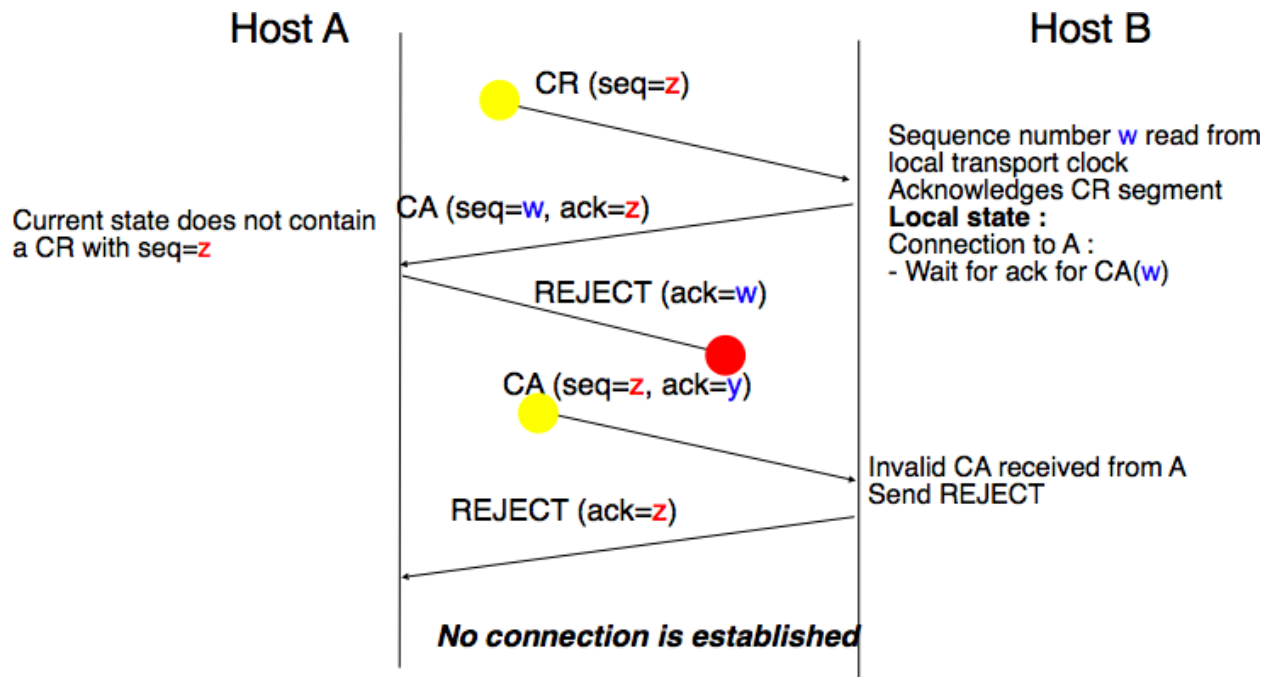 Host A
Host B
CR (seq=z)
Sequence number w read from
local transport clock
Acknowledges CR segment
Local state :
Connection to A :
- Wait for ack for CA(w)
CA (seq=w, ack=z)
Current state does not contain
a CR with seq=z
REJECT (ack=w)
CA (seq=z, ack=y)
Invalid CA received from A
Send REJECT
REJECT (ack=z)
No connection is established